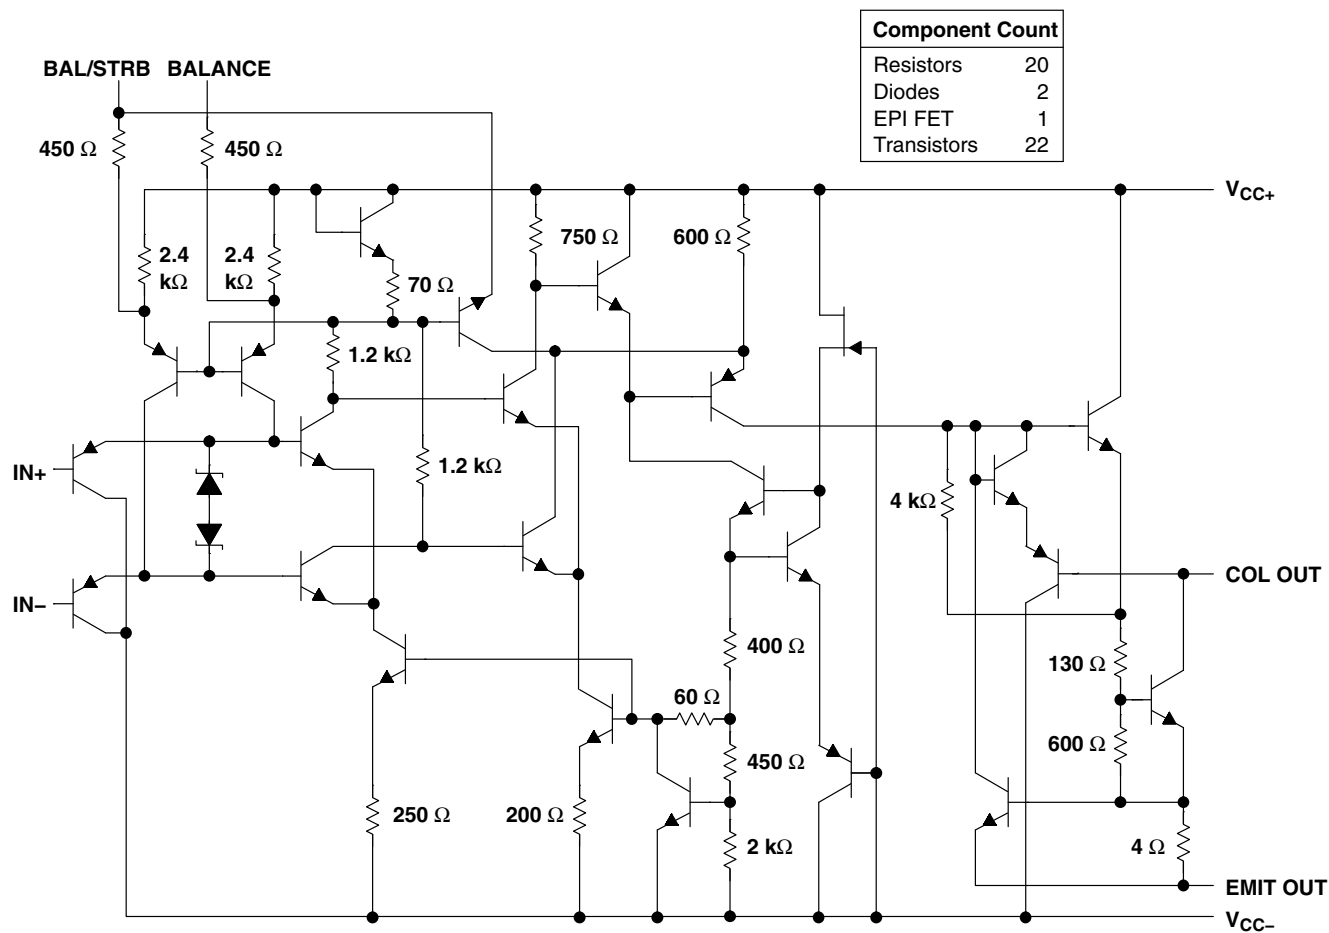 Component Count
Resistors 20
Diodes 2
EPI FET 1
Transistors 22
BAL/STRB BALANCE
450 Ω 450 Ω
VCC+
2.4 kΩ
2.4 kΩ
70 Ω
750 Ω
600 Ω
1.2 kΩ
1.2 kΩ
IN+
4 kΩ
COL OUT
IN−
400 Ω
130 Ω
60 Ω
450 Ω
600 Ω
250 Ω
200 Ω
2 kΩ
4 Ω
EMIT OUT
VCC−